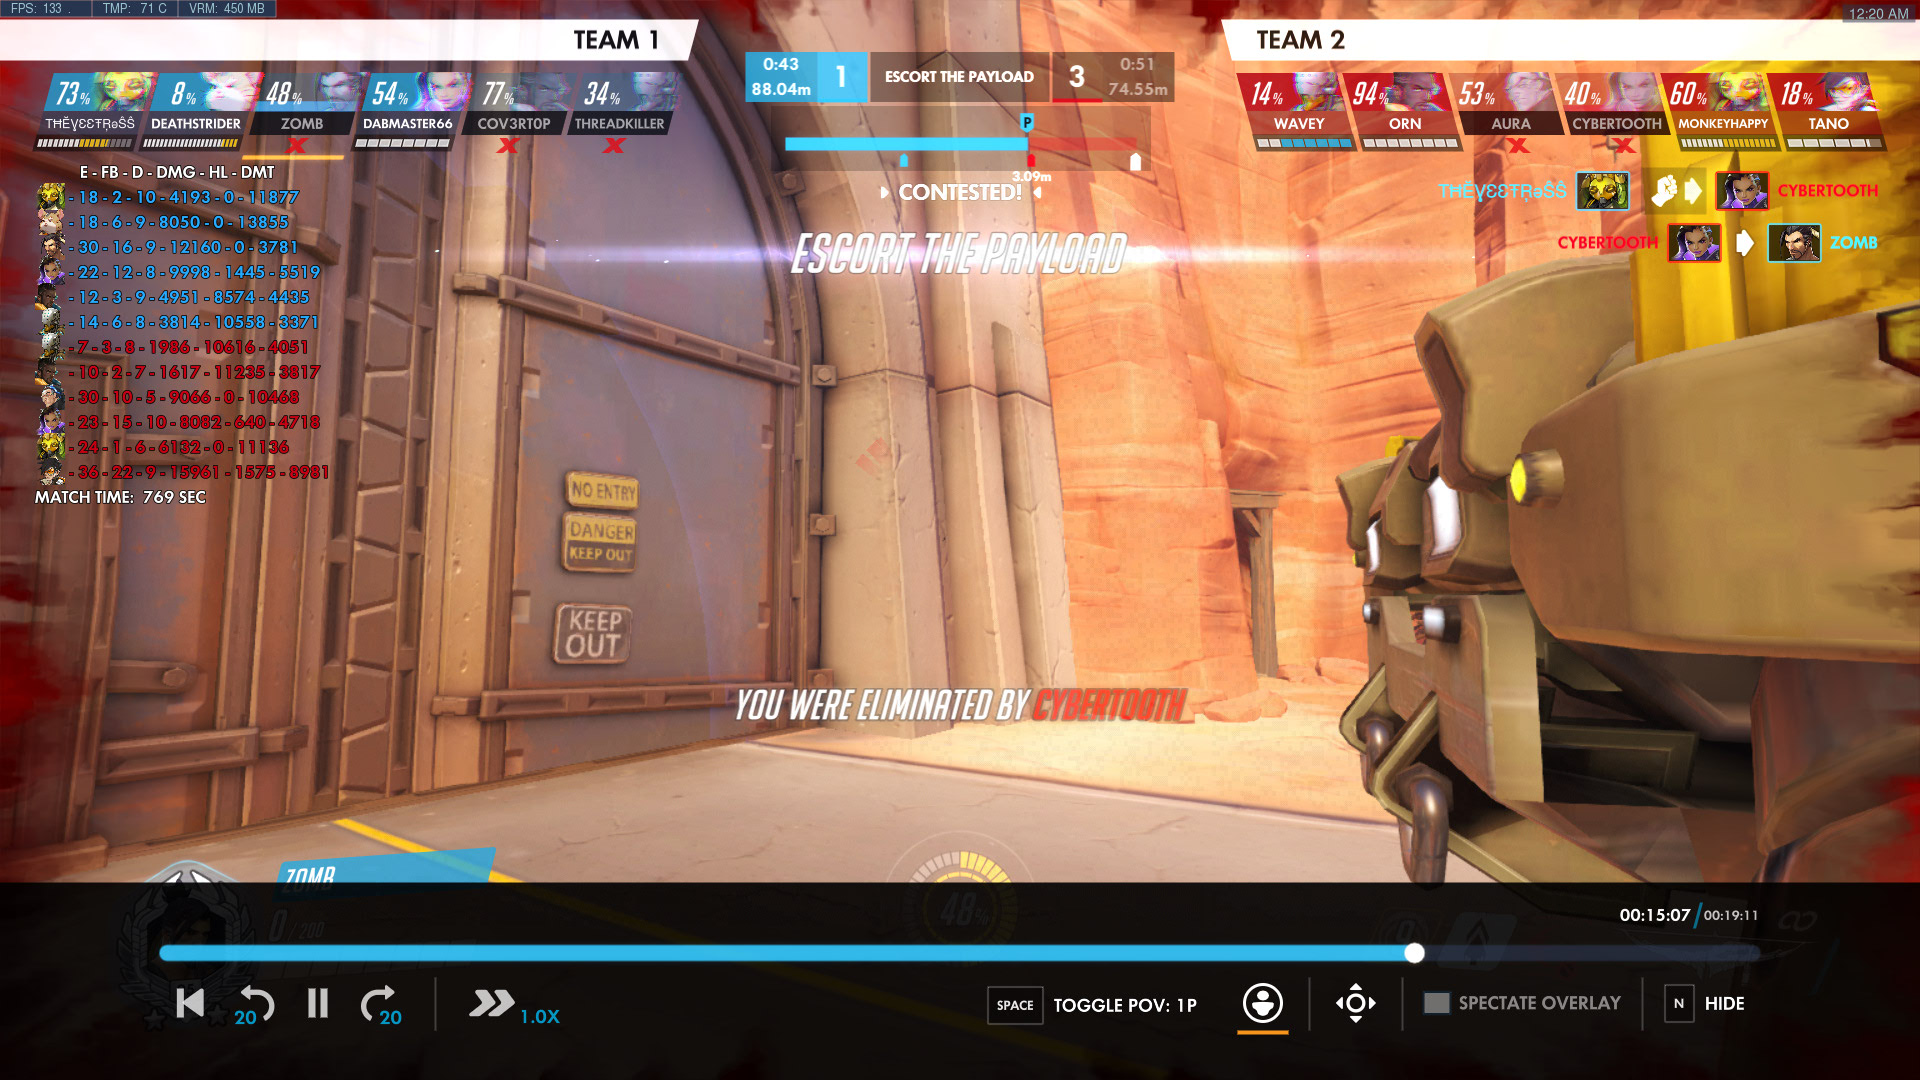 FPS: 133 . TMP: 71 C VRM: 450 MB
12:20 AM
TEAM 1
TEAM 2
0:43
88.04m
1
ESCORT THE PAYLOAD
3
0:51
74.55m
73% 8% 48% 54% 77% 34%
DEATHSTRIDER ZOMB DABMASTER66 COV3RT0P THREADKILLER
14% 94% 53% 40% 60% 18%
WAVEY ORN AURA CYBERTOOTH MONKEYHAPPY TANO
P
3.09m
CONTESTED!
E - FB - D - DMG - HL - DMT
- 18 - 2 - 10 - 4193 - 0 - 11877
- 18 - 6 - 9 - 8050 - 0 - 13855
- 30 - 16 - 9 - 12160 - 0 - 3781
- 22 - 12 - 8 - 9998 - 1445 - 5519
- 12 - 3 - 9 - 4951 - 8574 - 4435
- 14 - 6 - 8 - 3814 - 10558 - 3371
- 7 - 3 - 8 - 1986 - 10616 - 4051
- 10 - 2 - 7 - 1617 - 11235 - 3817
- 30 - 10 - 5 - 9066 - 0 - 10468
- 23 - 15 - 10 - 8082 - 640 - 4718
- 24 - 1 - 6 - 6132 - 0 - 11136
- 36 - 22 - 9 - 15961 - 1575 - 8981
MATCH TIME: 769 SEC
CYBERTOOTH
CYBERTOOTH ZOMB
ESCORT THE PAYLOAD
NO ENTRY
DANGER
KEEP OUT
KEEP
OUT
YOU WERE ELIMINATED BY CYBERTOOTH
ZOMB
0 / 200
48%
00:15:07 / 00:19:11
20
20
1.0X
SPACE TOGGLE POV: 1P
SPECTATE OVERLAY
N HIDE